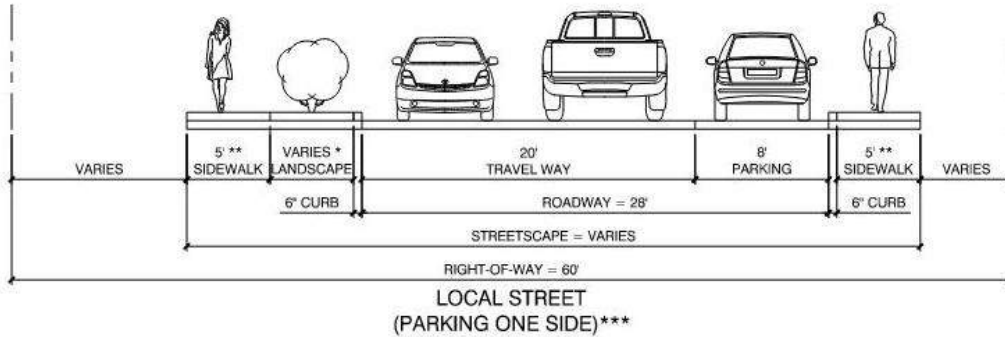 VARIES
5' **
SIDEWALK
VARIES *
LANDSCAPE
20'
TRAVEL WAY
8'
PARKING
5' **
SIDEWALK
VARIES
6" CURB
ROADWAY = 28'
6" CURB
STREETSCAPE = VARIES
RIGHT-OF-WAY = 60'
LOCAL STREET
(PARKING ONE SIDE)***